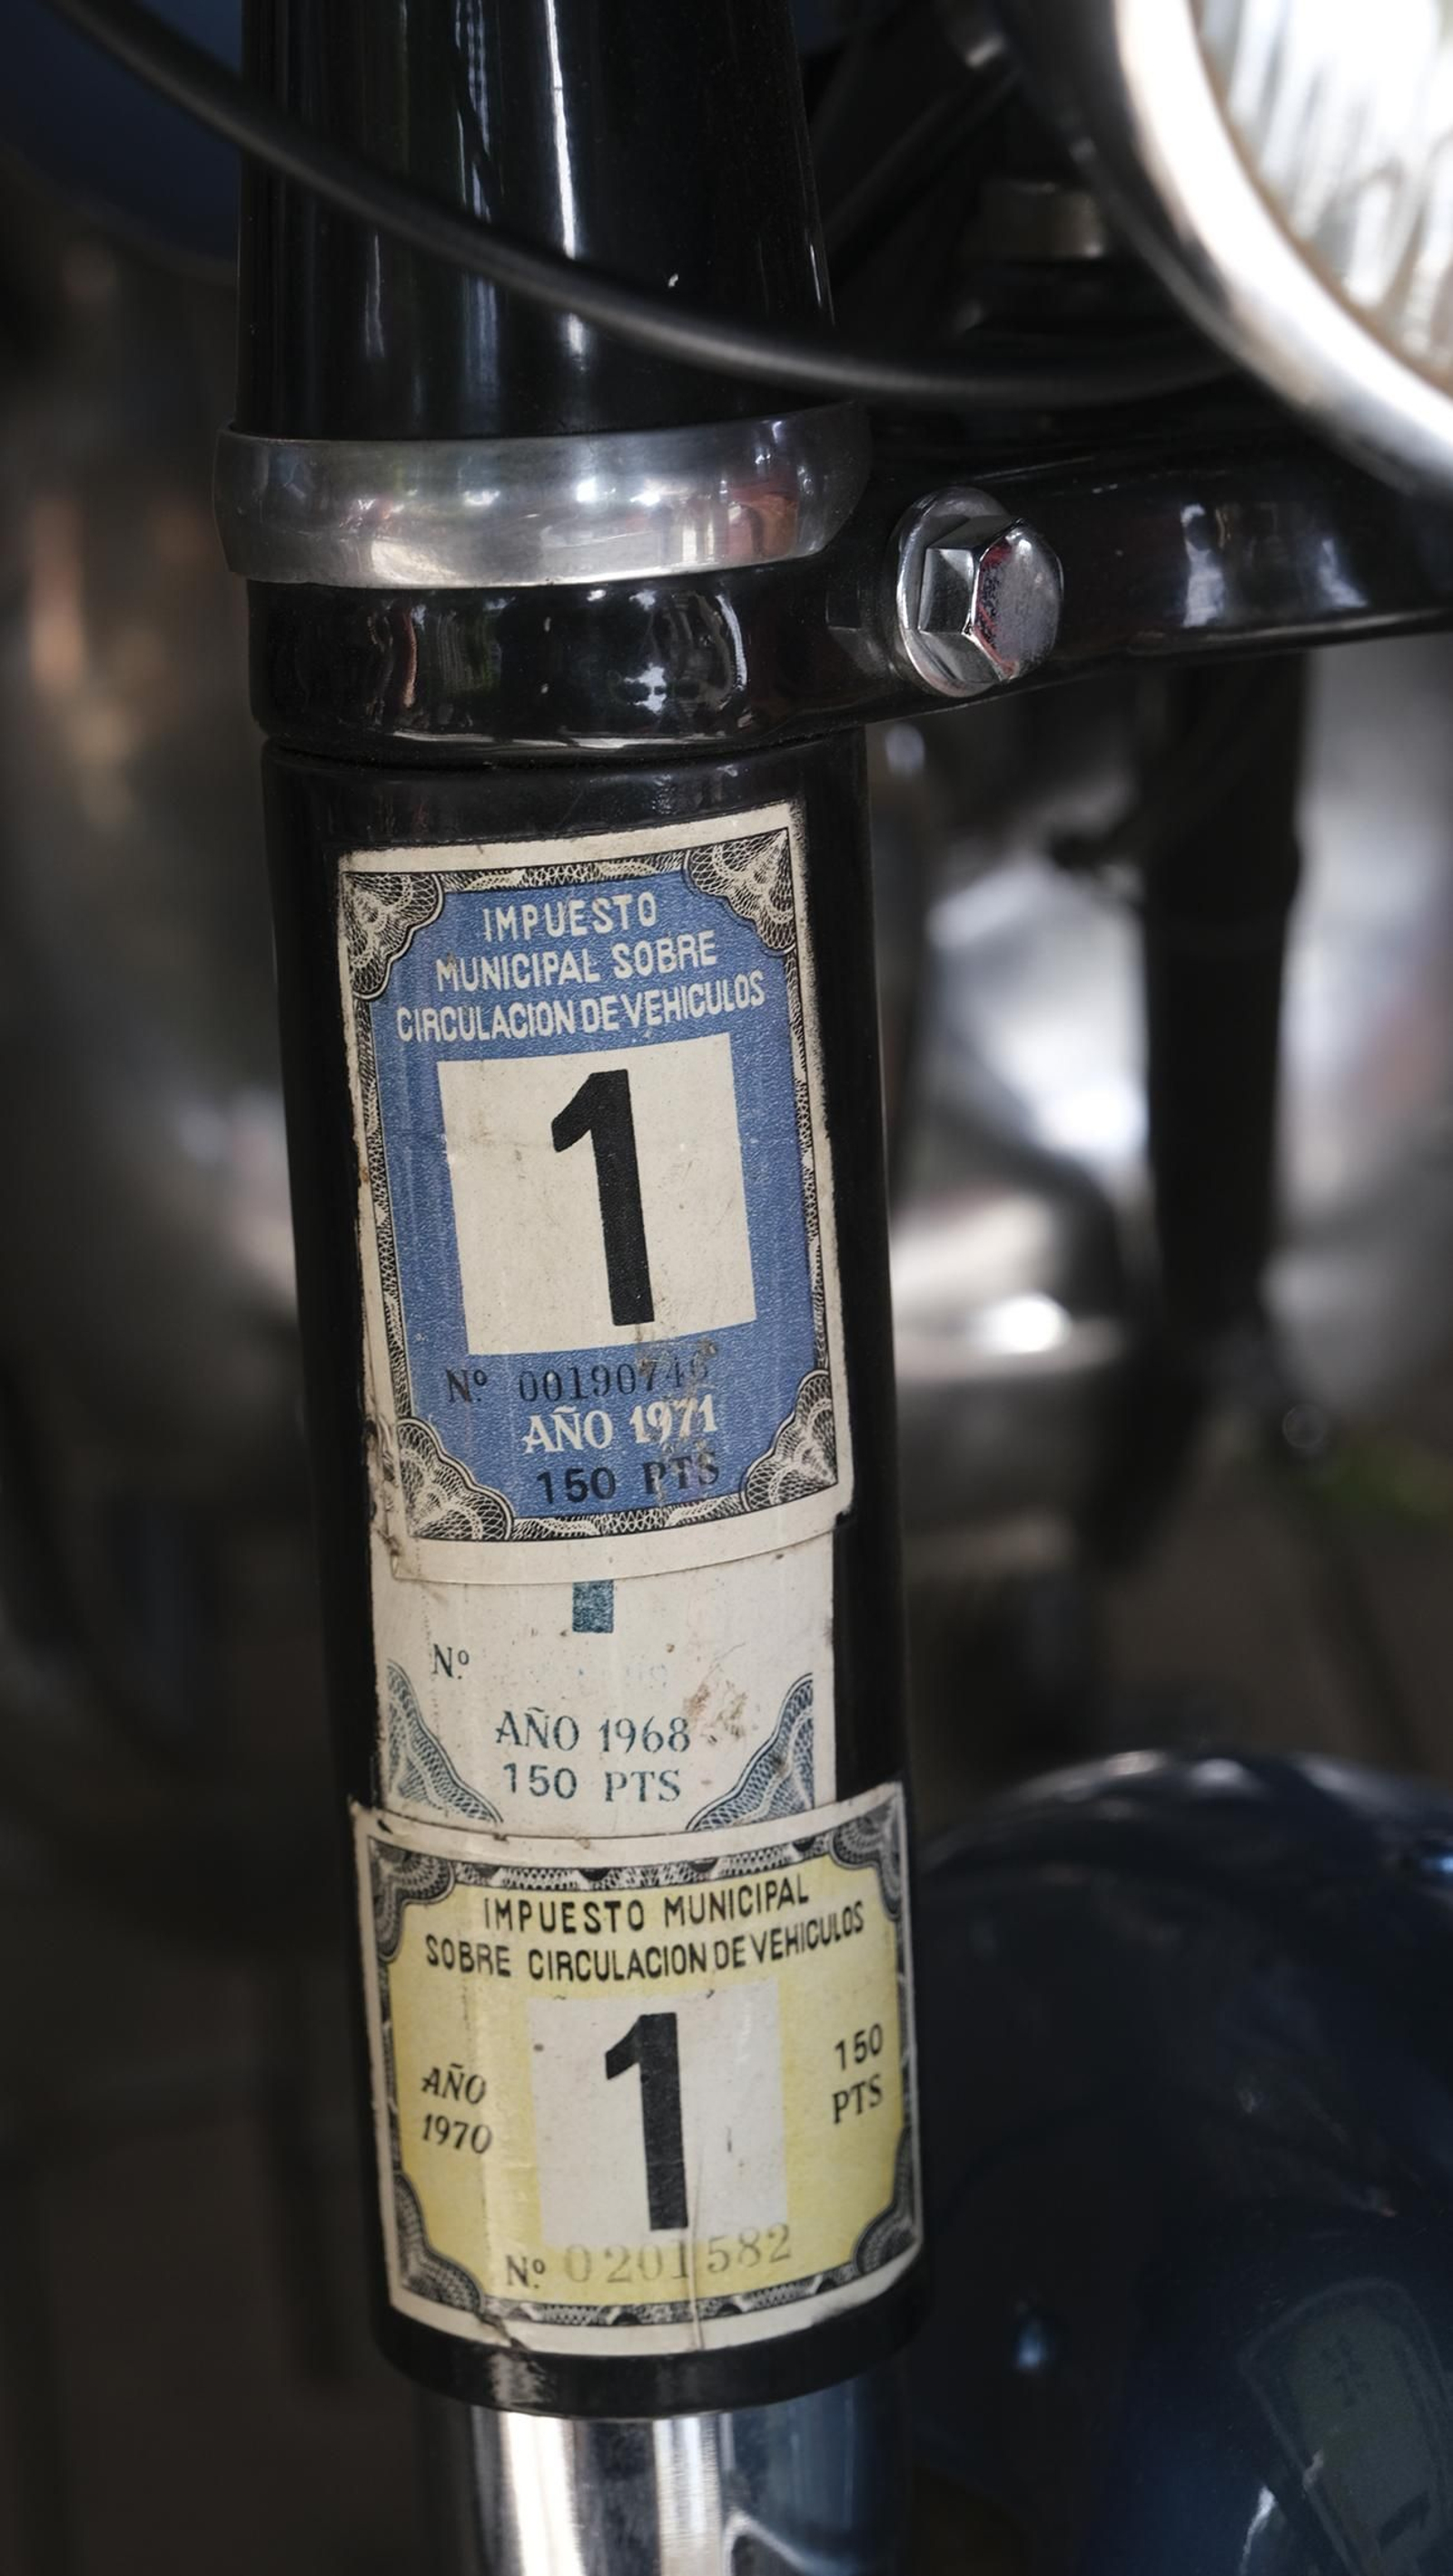 IMPUESTO
MUNICIPAL SOBRE
CIRCULACION DE VEHICULOS
1
Nº 00190746
AÑO 1971
150 PTS
Nº
AÑO 1968
150 PTS
IMPUESTO MUNICIPAL
SOBRE CIRCULACION DE VEHICULOS
1
AÑO
1970
150
PTS
Nº 0201582